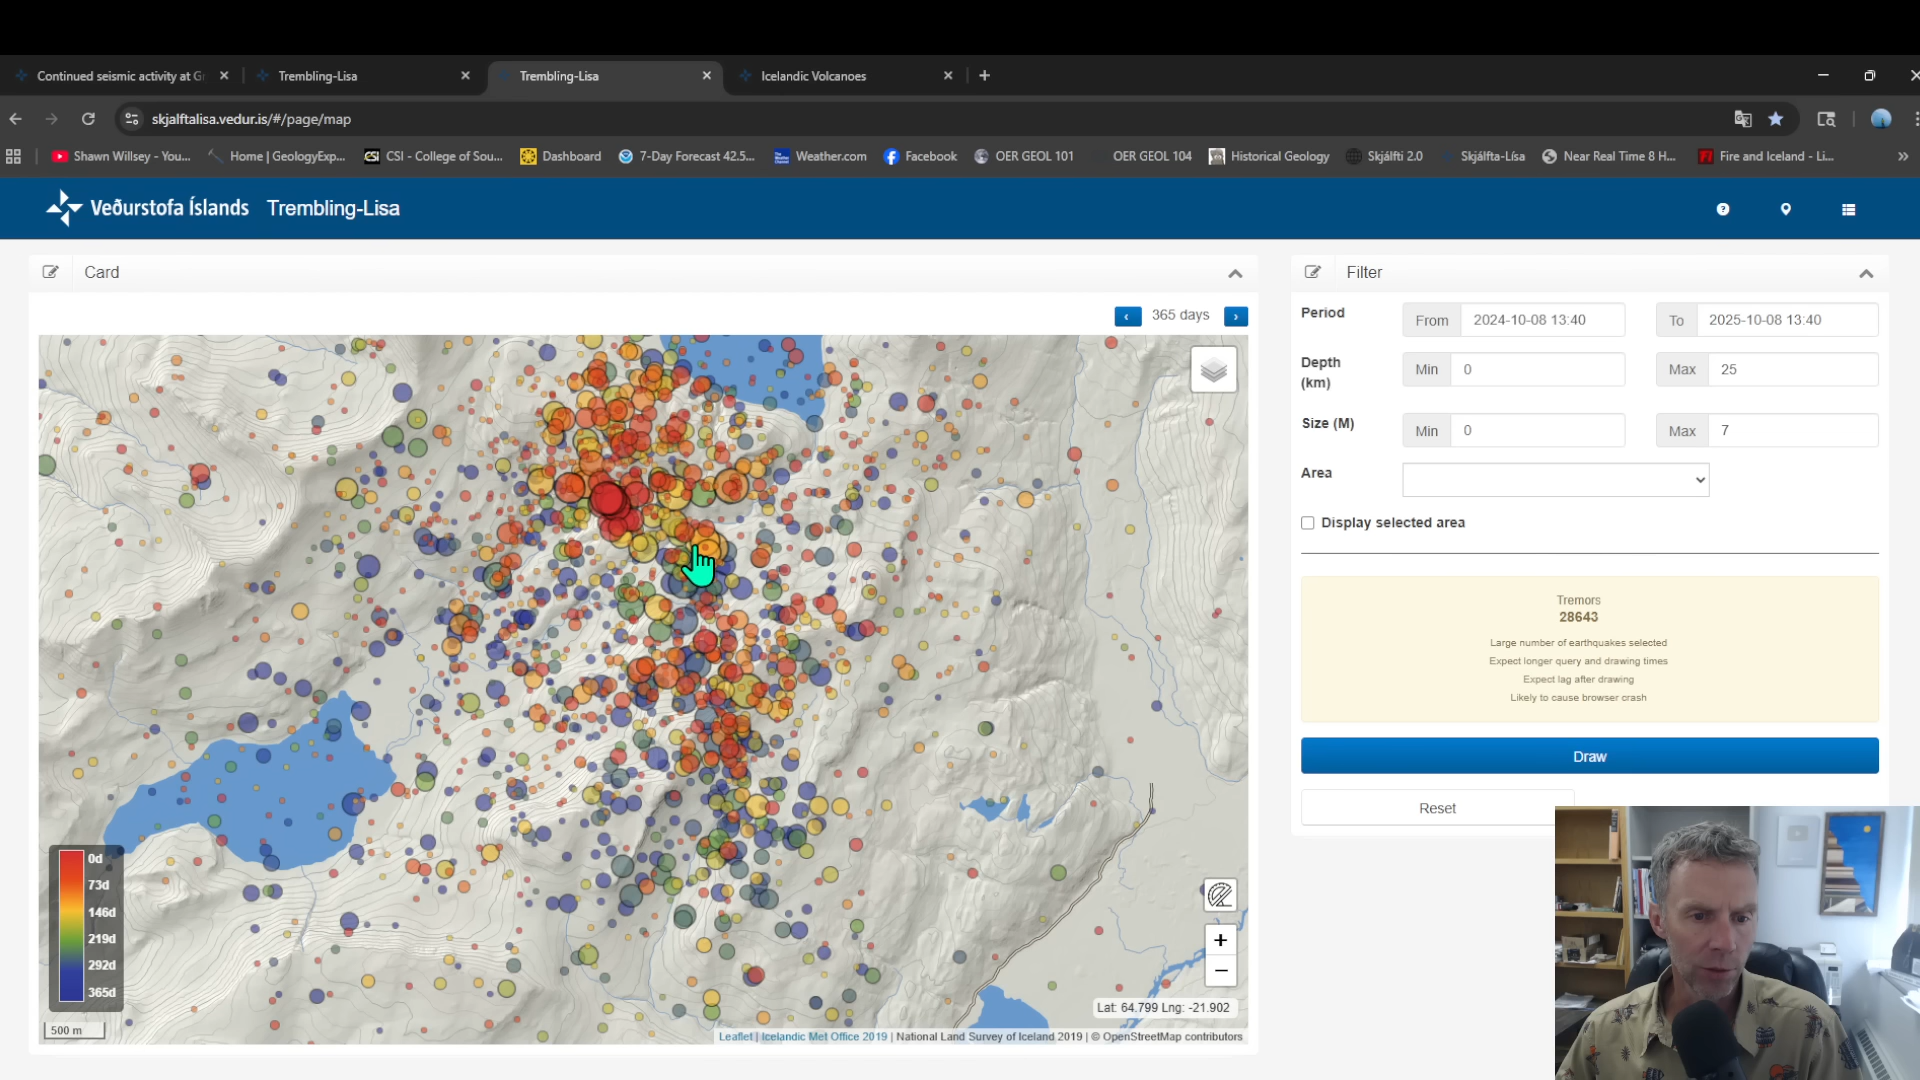 Continued seismic activity at G
Trembling-Lisa
Trembling-Lisa
Icelandic Volcanoes
skjalftalisa.vedur.is/#/page/map
Shawn Willsey - You...
Home | GeologyExp...
CSI - College of Sou...
Dashboard
7-Day Forecast 42.5...
Weather.com
Facebook
OER GEOL 101
OER GEOL 104
Historical Geology
Skjálfti 2.0
Skjálfta-Lísa
Near Real Time 8 H...
Fire and Iceland - Li...
Veðurstofa Íslands Trembling-Lisa
Card
365 days
0d
73d
146d
219d
292d
365d
500 m
Lat: 64.799 Lng: -21.902
Leaflet | Icelandic Met Office 2019 | National Land Survey of Iceland 2019 | © OpenStreetMap contributors
Filter
Period
From 2024-10-08 13:40
To 2025-10-08 13:40
Depth
(km)
Min 0
Max 25
Size (M)
Min 0
Max 7
Area
Display selected area
Tremors
28643
Large number of earthquakes selected
Expect longer query and drawing times
Expect lag after drawing
Likely to cause browser crash
Draw
Reset